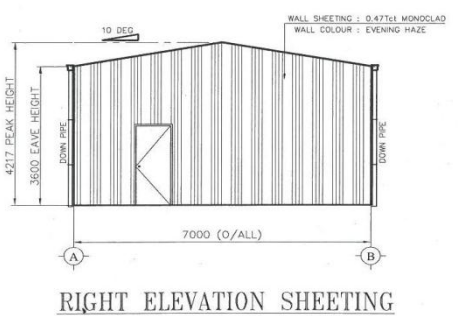 WALL SHEETING : 0.47Tct MONOCLAD
WALL COLOUR : EVENING HAZE
10 DEG
4217 PEAK HEIGHT
3600 EAVE HEIGHT
DOWN PIPE
DOWN PIPE
7000 (O/ALL)
A
B
RIGHT ELEVATION SHEETING